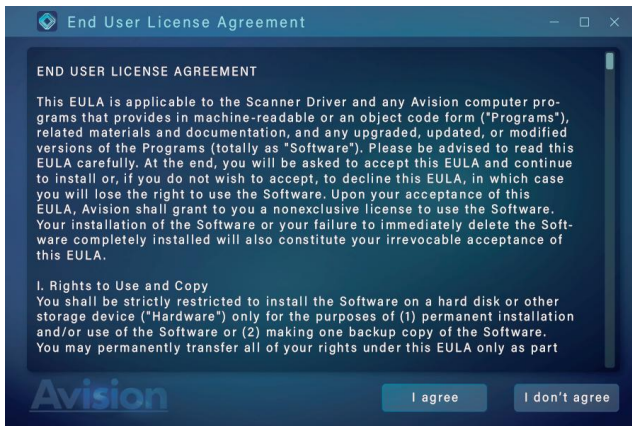 End User License Agreement
END USER LICENSE AGREEMENT
This EULA is applicable to the Scanner Driver and any Avision computer pro-
grams that provides in machine-readable or an object code form ("Programs"),
related materials and documentation, and any upgraded, updated, or modified
versions of the Programs (totally as "Software"). Please be advised to read this
EULA carefully. At the end, you will be asked to accept this EULA and continue
to install or, if you do not wish to accept, to decline this EULA, in which case
you will lose the right to use the Software. Upon your acceptance of this
EULA, Avision shall grant to you a nonexclusive license to use the Software.
Your installation of the Software or your failure to immediately delete the Soft-
ware completely installed will also constitute your irrevocable acceptance of
this EULA.
I. Rights to Use and Copy
You shall be strictly restricted to install the Software on a hard disk or other
storage device ("Hardware") only for the purposes of (1) permanent installation
and/or use of the Software or (2) making one backup copy of the Software.
You may permanently transfer all of your rights under this EULA only as part
Avision
I agree
I don't agree